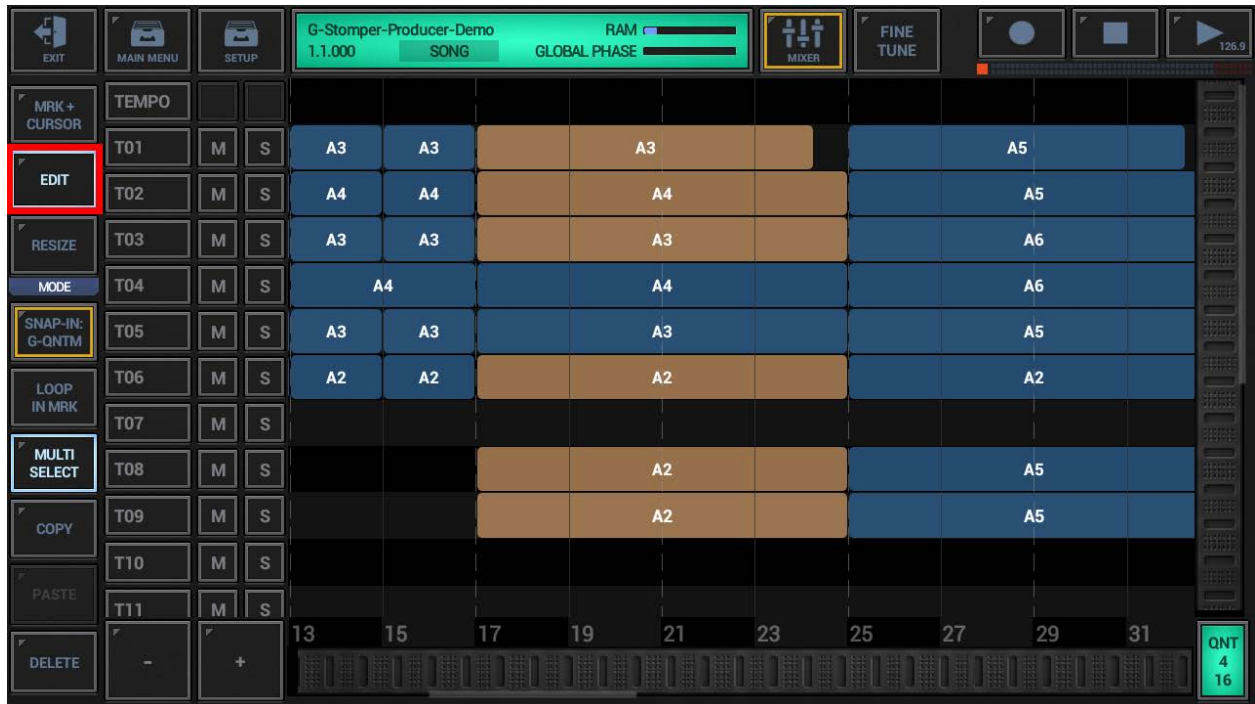 EXIT
MAIN MENU
SETUP
G-Stomper-Producer-Demo
RAM
1.1.000
SONG
GLOBAL PHASE
MIXER
FINE
TUNE
126.9
MRK +
CURSOR
EDIT
RESIZE
MODE
SNAP-IN:
G-QNTM
LOOP
IN MRK
MULTI
SELECT
COPY
PASTE
DELETE
TEMPO
T01 M S A3 A3 A3 A5
T02 M S A4 A4 A4 A5
T03 M S A3 A3 A3 A6
T04 M S A4 A4 A6
T05 M S A3 A3 A3 A5
T06 M S A2 A2 A2 A2
T07 M S
T08 M S A2 A5
T09 M S A2 A5
T10 M S
T11 M S
- +
13 15 17 19 21 23 25 27 29 31
QNT
4
16